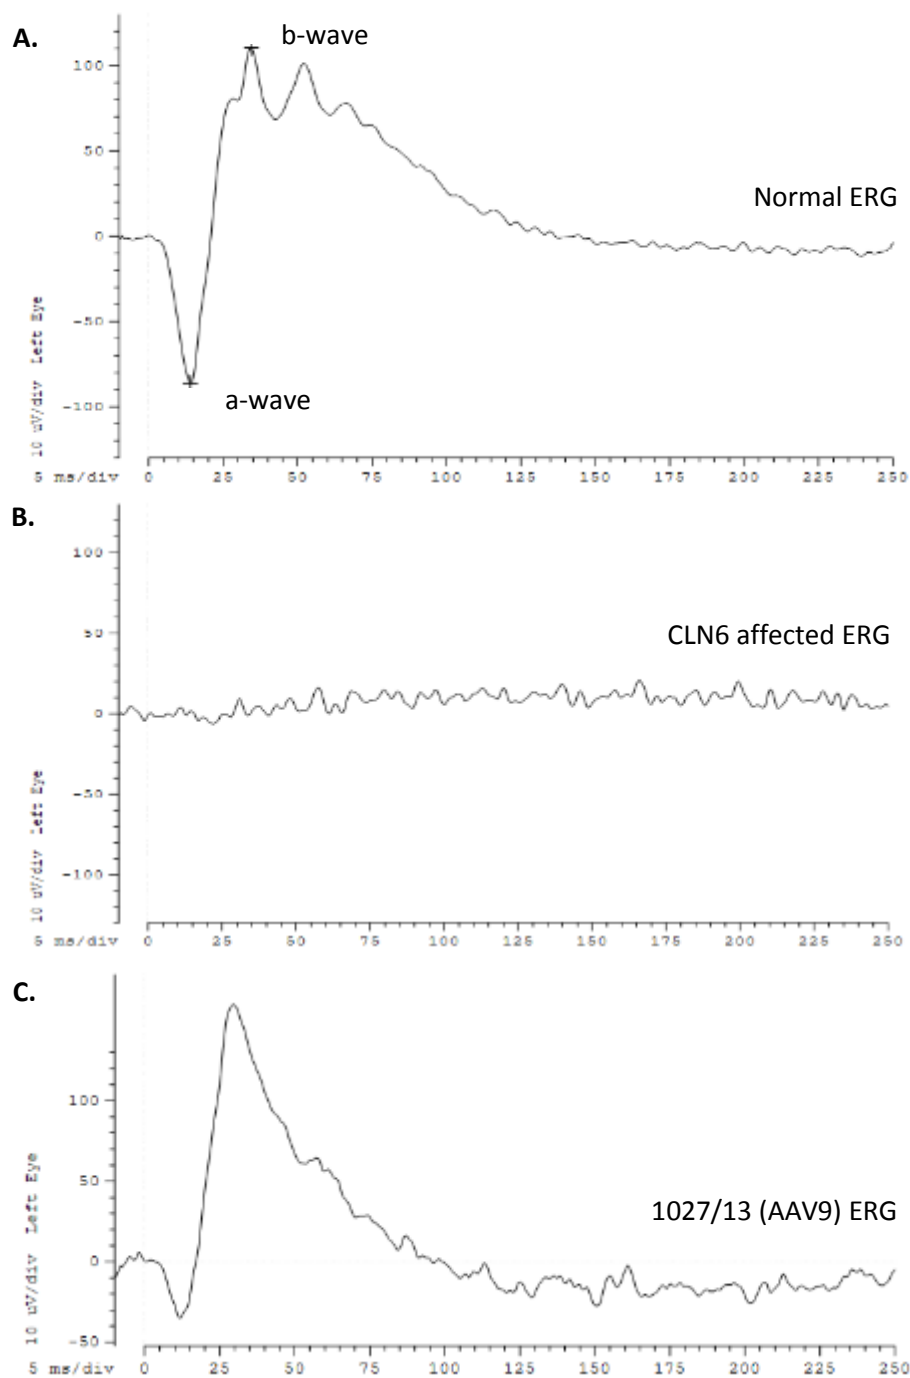 A.
b-wave
100
50
Normal ERG
0
-50
a-wave
-100
10 uV/div Left Eye
5 ms/div 0 25 50 75 100 125 150 175 200 225 250
B.
100
50
CLN6 affected ERG
0
-50
-100
10 uV/div Left Eye
5 ms/div 0 25 50 75 100 125 150 175 200 225 250
C.
100
50
1027/13 (AAV9) ERG
0
-50
10 uV/div Left Eye
5 ms/div 0 25 50 75 100 125 150 175 200 225 250